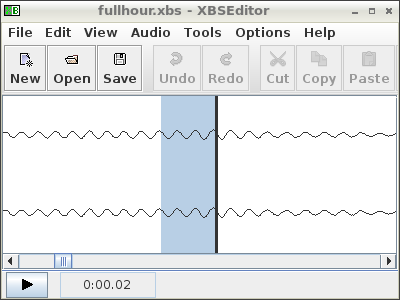 fullhour.xbs - XBSEditor
File Edit View Audio Tools Options Help
New Open Save Undo Redo Cut Copy Paste
0:00.02